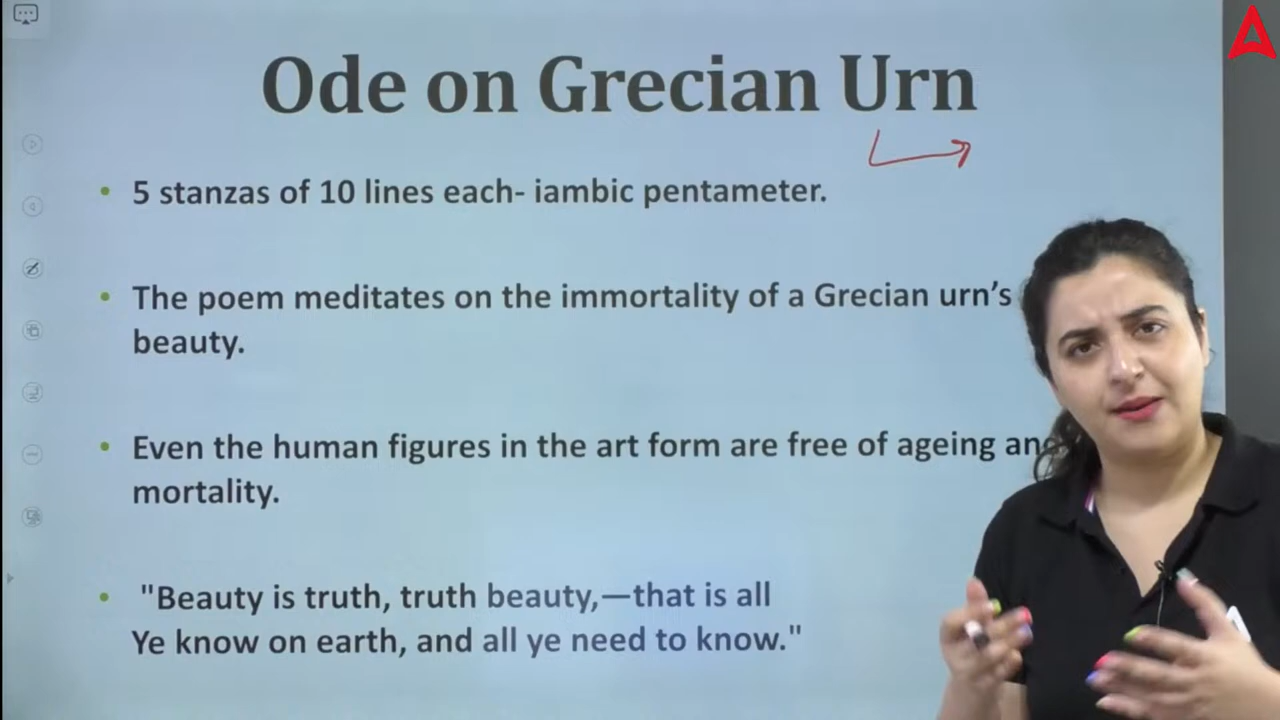 Ode on Grecian Urn
• 5 stanzas of 10 lines each- iambic pentameter.
• The poem meditates on the immortality of a Grecian urn’s
beauty.
• Even the human figures in the art form are free of ageing and
mortality.
• "Beauty is truth, truth beauty,—that is all
Ye know on earth, and all ye need to know."